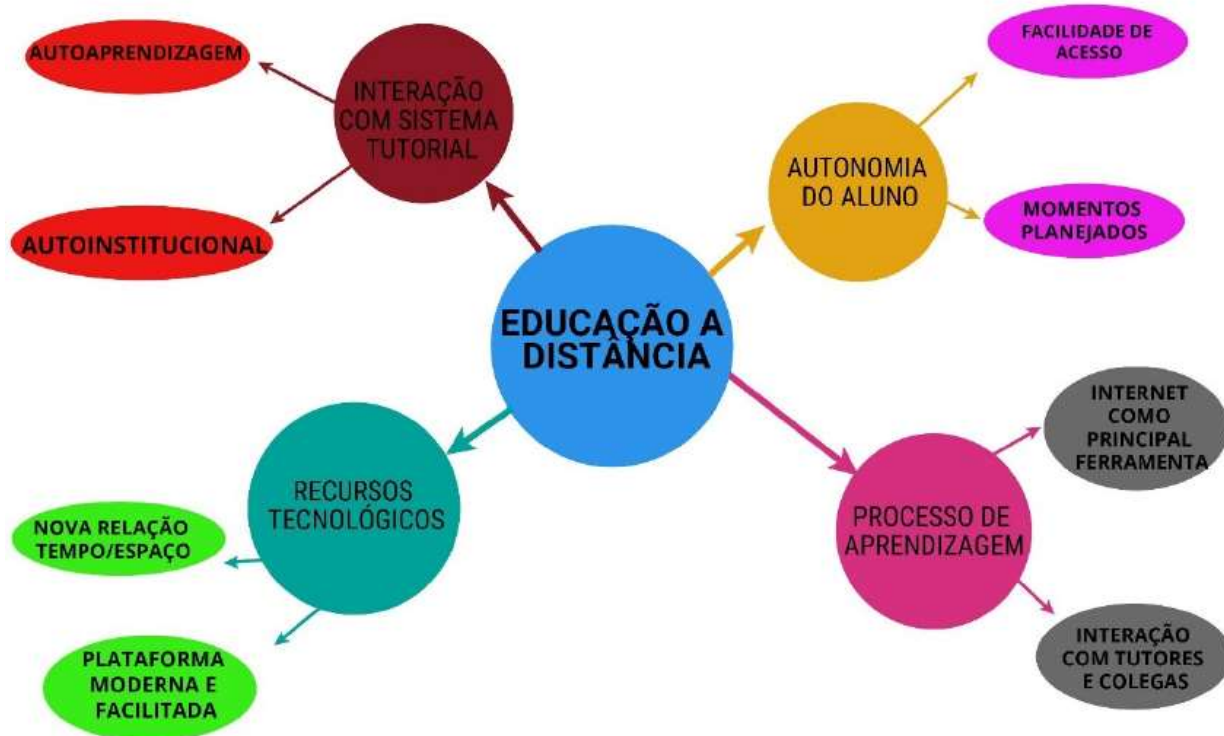 AUTOAPRENDIZAGEM
INTERAÇÃO
COM SISTEMA
TUTORIAL
AUTOINSTITUCIONAL
FACILIDADE DE
ACESSO
AUTONOMIA
DO ALUNO
MOMENTOS
PLANEJADOS
EDUCAÇÃO A
DISTÂNCIA
RECURSOS
TECNOLÓGICOS
NOVA RELAÇÃO
TEMPO/ESPAÇO
PLATAFORMA
MODERNA E
FACILITADA
PROCESSO DE
APRENDIZAGEM
INTERNET
COMO
PRINCIPAL
FERRAMENTA
INTERAÇÃO
COM TUTORES
E COLEGAS